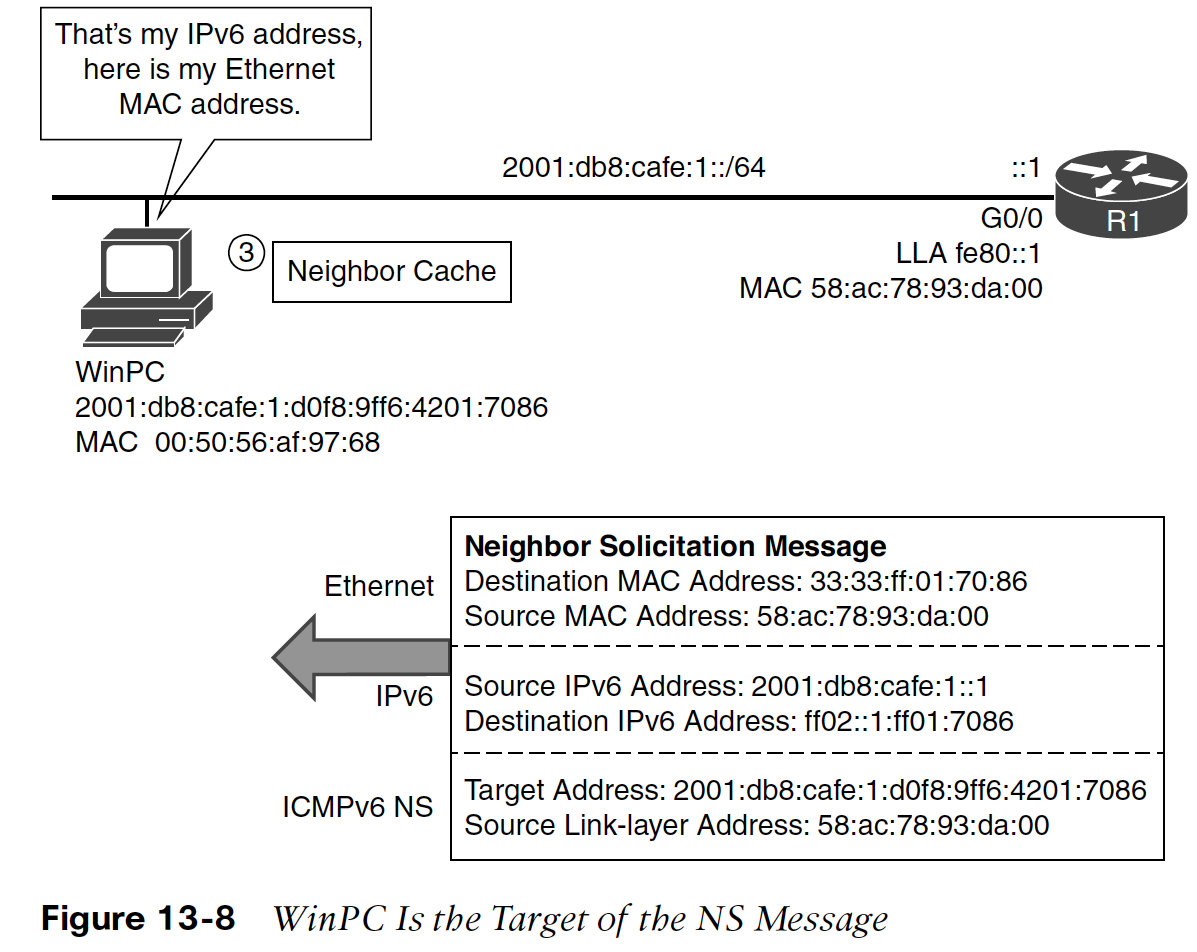 That's my IPv6 address,
here is my Ethernet
MAC address.
2001:db8:cafe:1::/64
::1
R1
G0/0
LLA fe80::1
MAC 58:ac:78:93:da:00
3
Neighbor Cache
WinPC
2001:db8:cafe:1:d0f8:9ff6:4201:7086
MAC 00:50:56:af:97:68
Neighbor Solicitation Message
Ethernet
Destination MAC Address: 33:33:ff:01:70:86
Source MAC Address: 58:ac:78:93:da:00
IPv6
Source IPv6 Address: 2001:db8:cafe:1::1
Destination IPv6 Address: ff02::1:ff01:7086
ICMPv6 NS
Target Address: 2001:db8:cafe:1:d0f8:9ff6:4201:7086
Source Link-layer Address: 58:ac:78:93:da:00
Figure 13-8 WinPC Is the Target of the NS Message